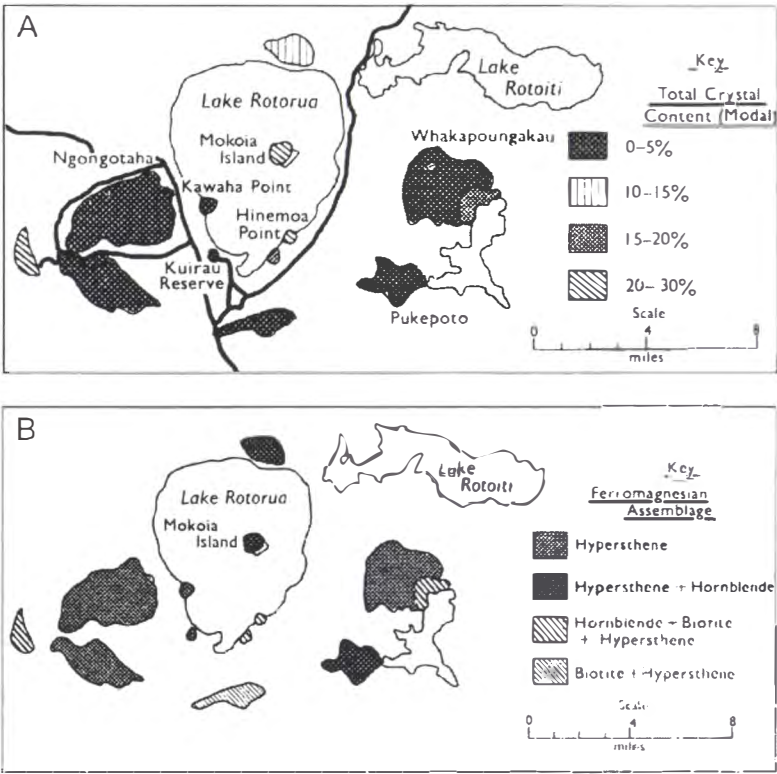 A
Lake Rotorua
Lake
Rotoiti
Mokoia
Island
Ngongotaha
Kawaha Point
Hinemoa
Point
Kuirau
Reserve
Whakapoungakau
Pukepoto
Key
Total Crystal
Content (Modal)
0-5%
10-15%
15-20%
20-30%
Scale
0 4 8
miles
B
Lake Rotorua
Lake
Rotoiti
Mokoia
Island
Key
Ferromagnesian
Assemblage
Hypersthene
Hypersthene + Hornblende
Hornblende + Biotite
+ Hypersthene
Biotite + Hypersthene
Scale
0 4 8
miles